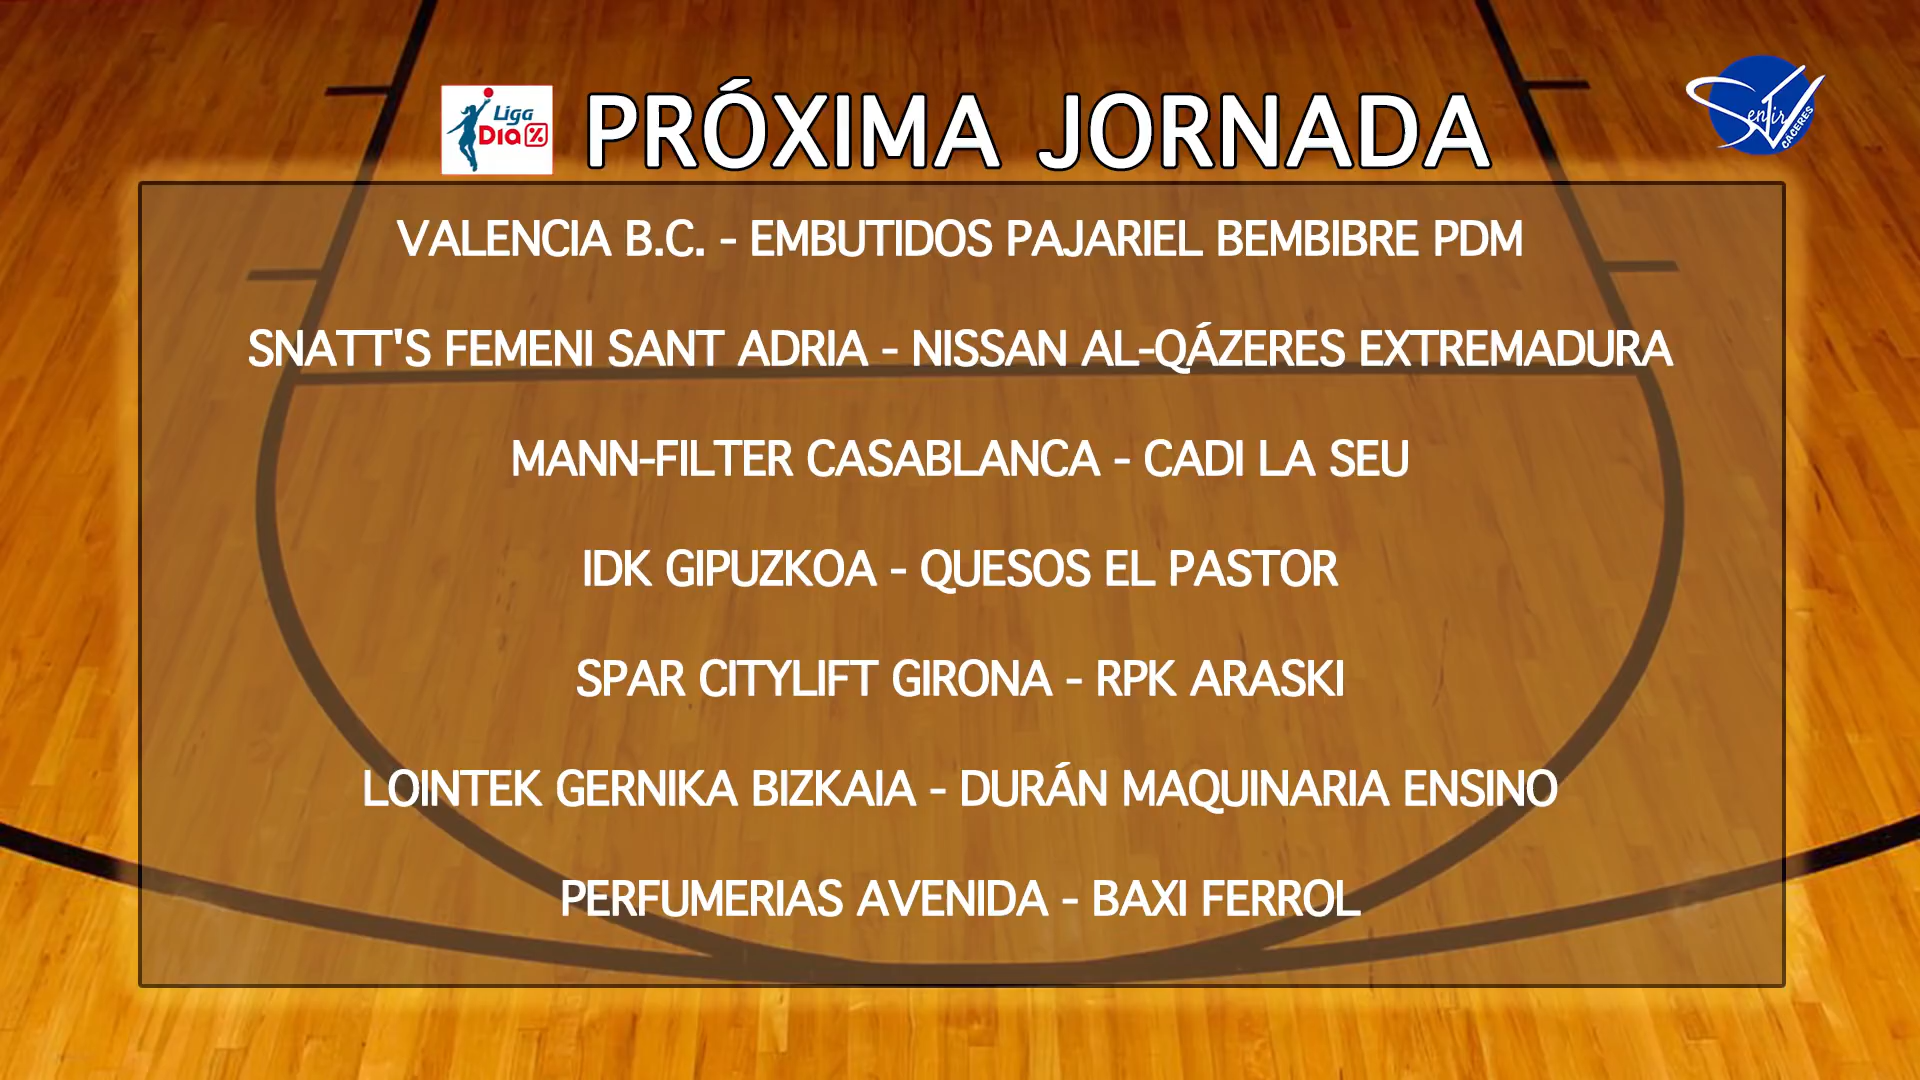 Liga
Dia %
PRÓXIMA JORNADA
Sentir
CACERES
VALENCIA B.C. - EMBUTIDOS PAJARIEL BEMBIBRE PDM
SNATT'S FEMENI SANT ADRIA - NISSAN AL-QÁZERES EXTREMADURA
MANN-FILTER CASABLANCA - CADI LA SEU
IDK GIPUZKOA - QUESOS EL PASTOR
SPAR CITYLIFT GIRONA - RPK ARASKI
LOINTEK GERNIKA BIZKAIA - DURÁN MAQUINARIA ENSINO
PERFUMERIAS AVENIDA - BAXI FERROL